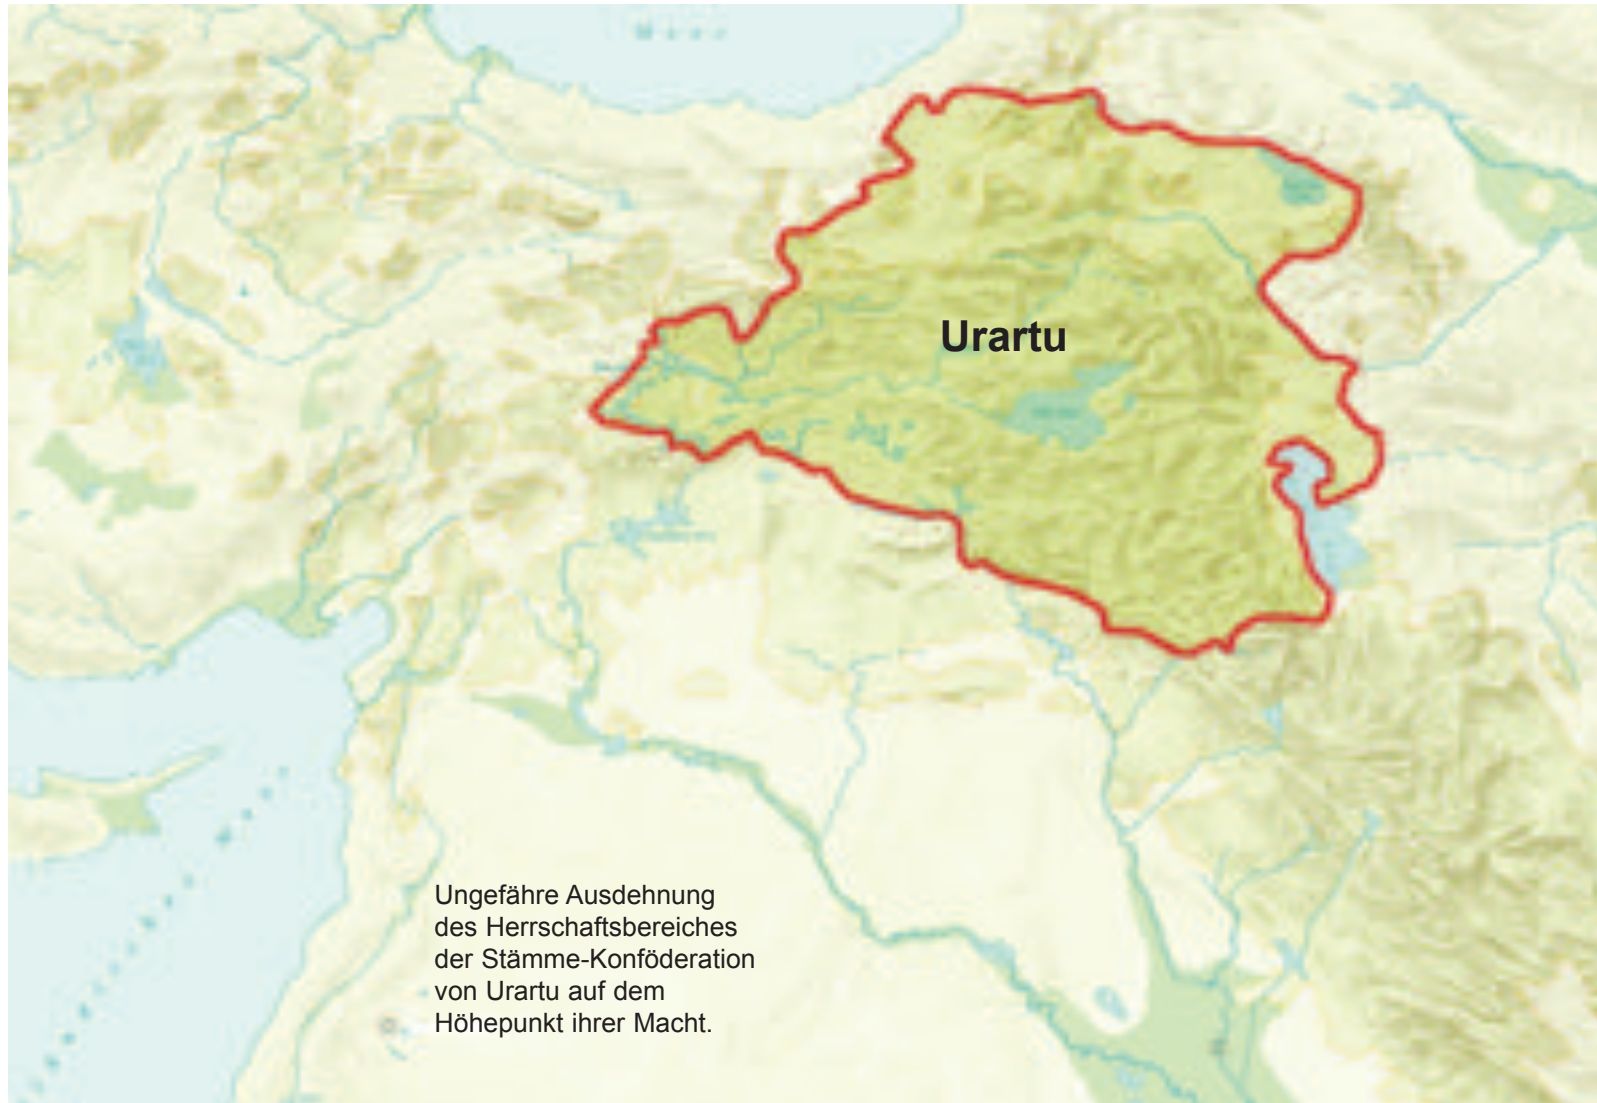 Urartu
Ungefähre Ausdehnung
des Herrschaftsbereiches
der Stämme-Konföderation
von Urartu auf dem
Höhepunkt ihrer Macht.